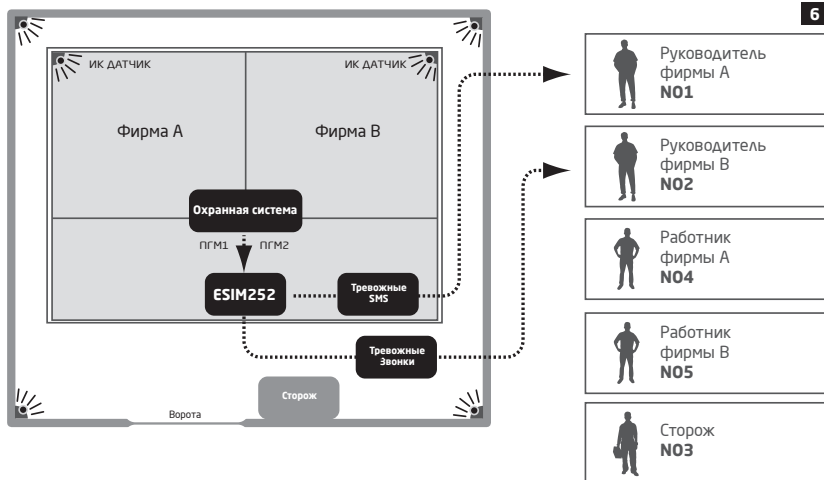 6
ИК ДАТЧИК
ИК ДАТЧИК
Фирма А
Фирма В
Охранная система
ПГМ1
ПГМ2
ESIM252
Тревожные
SMS
Тревожные
Звонки
Сторож
Ворота
Руководитель
фирмы А
NO1
Руководитель
фирмы В
NO2
Работник
фирмы А
NO4
Работник
фирмы В
NO5
Сторож
NO3